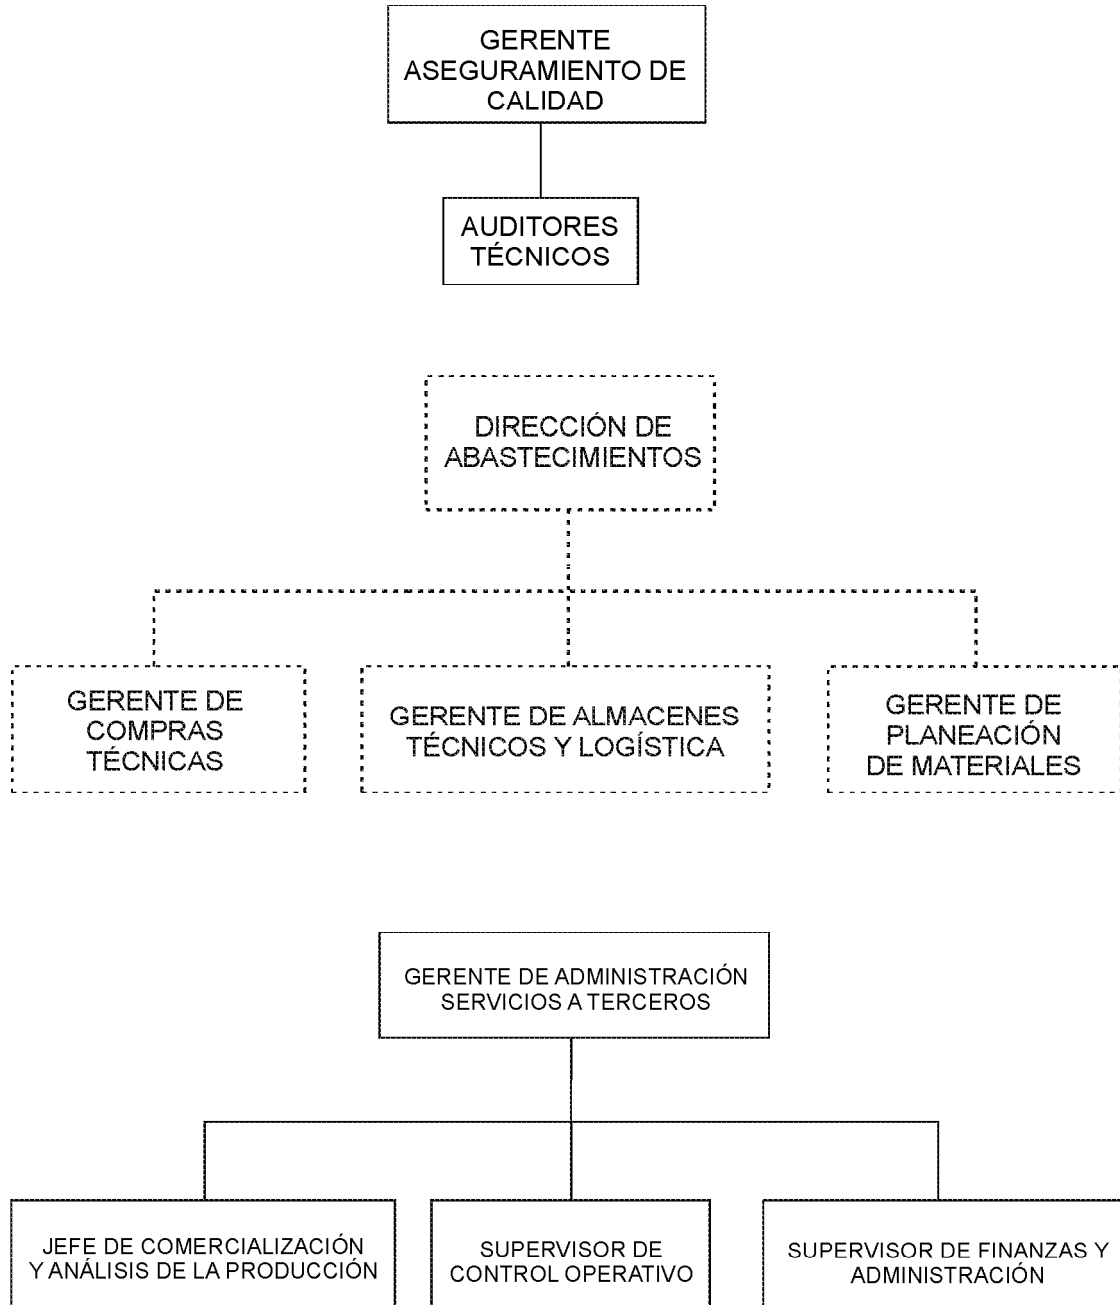 GERENTE
ASEGURAMIENTO DE
CALIDAD
AUDITORES
TÉCNICOS
DIRECCIÓN DE
ABASTECIMIENTOS
GERENTE DE
COMPRAS
TÉCNICAS
GERENTE DE ALMACENES
TÉCNICOS Y LOGÍSTICA
GERENTE DE
PLANEACIÓN
DE MATERIALES
GERENTE DE ADMINISTRACIÓN
SERVICIOS A TERCEROS
JEFE DE COMERCIALIZACIÓN
Y ANÁLISIS DE LA PRODUCCIÓN
SUPERVISOR DE
CONTROL OPERATIVO
SUPERVISOR DE FINANZAS Y
ADMINISTRACIÓN